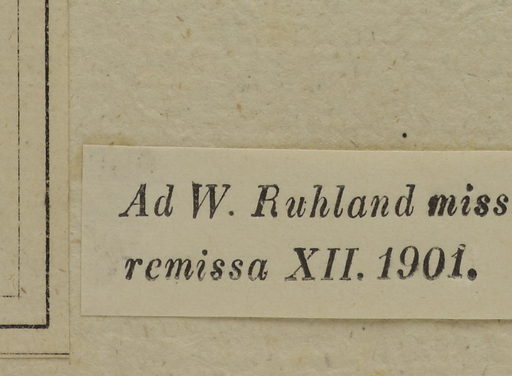 Ad W. Ruhland miss
remissa XII. 1901.